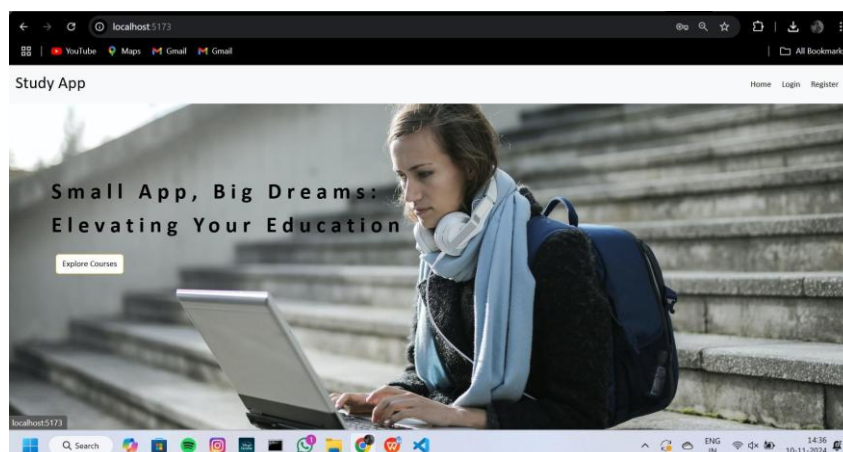 localhost:5173
YouTube Maps Gmail Gmail All Bookmarks
Study App Home Login Register
Small App, Big Dreams:
Elevating Your Education
Explore Courses
localhost:5173
Search ENG 14:36
IN 10-11-2024